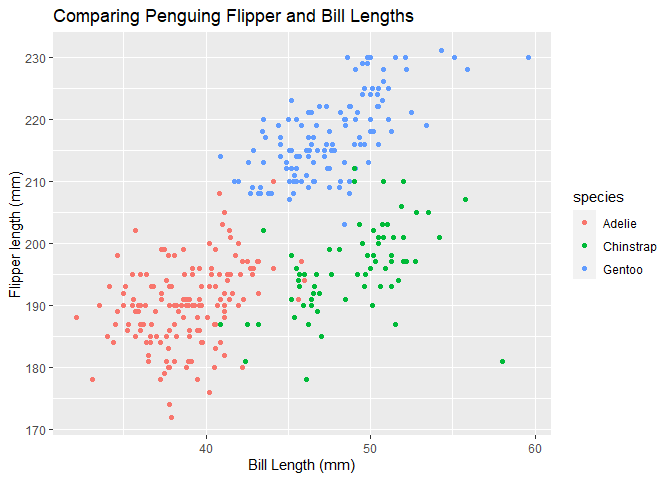 Comparing Penguing Flipper and Bill Lengths
Flipper length (mm)
230
220
210
200
190
180
170
40
50
60
Bill Length (mm)
species
Adelie
Chinstrap
Gentoo